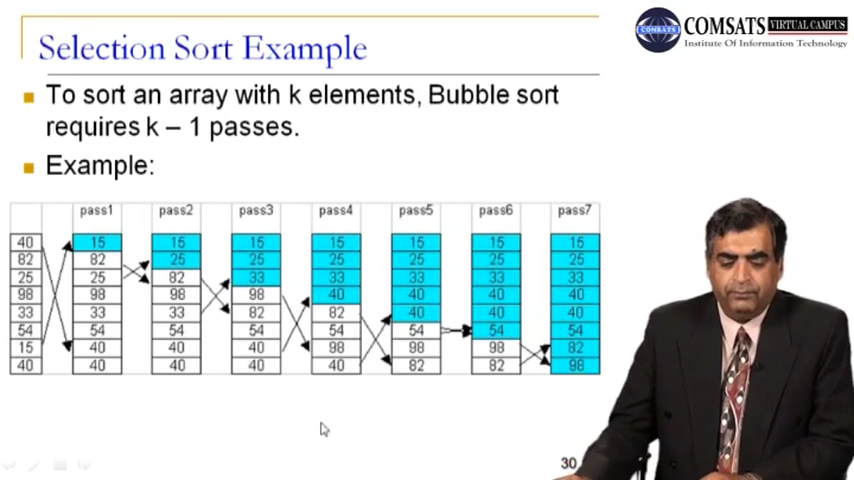 Selection Sort Example
COMSATS VIRTUAL CAMPUS
COMSATS
Institute Of Information Technology
To sort an array with k elements, Bubble sort
requires k – 1 passes.
Example:
pass1 pass2 pass3 pass4 pass5 pass6 pass7
40 15 15 15 15 15 15 15
82 82 25 25 25 25 25 25
25 25 82 33 33 33 33 33
98 98 98 98 40 40 40 40
33 33 33 82 82 40 40 40
54 54 54 54 54 54 54 54
15 40 40 40 98 98 98 82
40 40 40 40 40 82 82 98
30